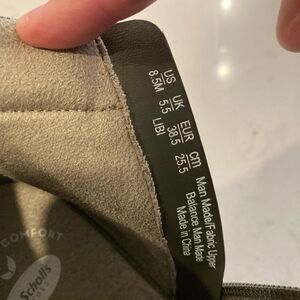 US UK EUR cm
8.5M 5.5 38.5 25.5
LIBI
Man Made/Fabric Upper
Balance Man Made
Made in China
COMFORT
Scholl's